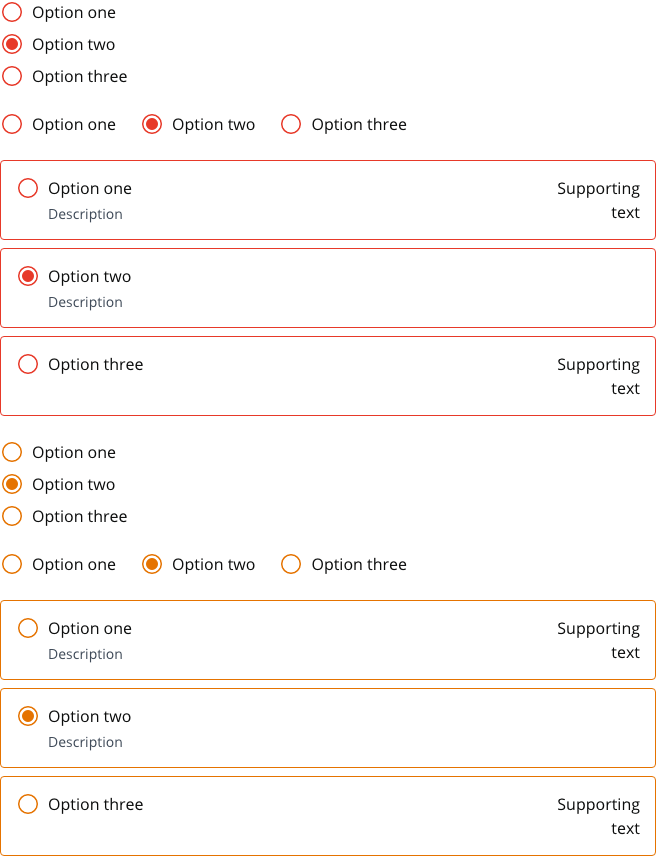 Option one
Option two
Option three
Option one Option two Option three
Option one Supporting
Description text
Option two
Description
Option three Supporting
text
Option one
Option two
Option three
Option one Option two Option three
Option one Supporting
Description text
Option two
Description
Option three Supporting
text